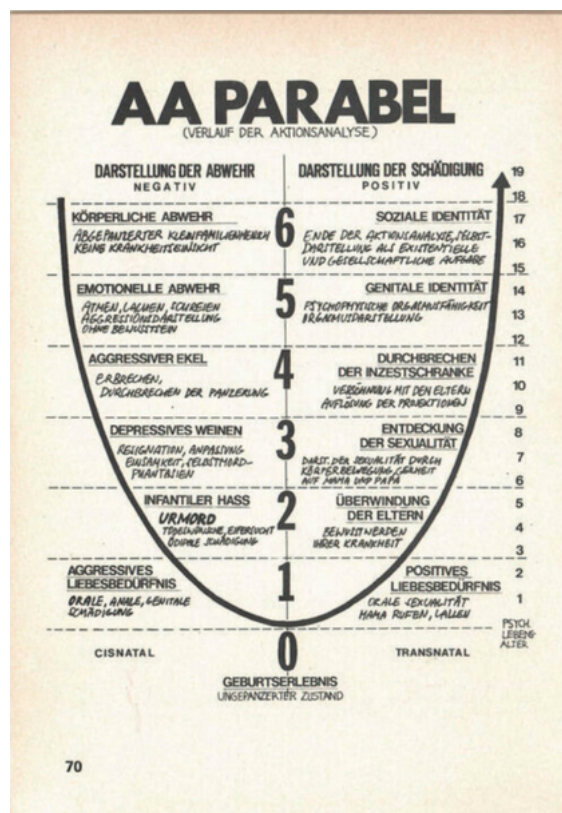 AA PARABEL
(VERLAUF DER AKTIONSANALYSE)
DARSTELLUNG DER ABWEHR
NEGATIV
DARSTELLUNG DER SCHÄDIGUNG
POSITIV
19
18
KÖRPERLICHE ABWEHR
ABGEPANZERTER KLEINFAMILIENMENSCH
KEINE KRANKHEITSEINSICHT
6
SOZIALE IDENTITÄT
ENDE DER AKTIONSANALYSE, SELBST-
DARSTELLUNG ALS EXISTENTIELLE
UND GESELLSCHAFTLICHE AUFGABE
17
16
15
EMOTIONELLE ABWEHR
ATMEN, LACHEN, SCHREIEN
AGGRESSIONSDARSTELLUNG
OHNE BEWUSSTSEIN
5
GENITALE IDENTITÄT
PSYCHOPHYSISCHE ORGASMUSFÄHIGKEIT
ORGASMUSDARSTELLUNG
14
13
12
AGGRESSIVER EKEL
ERBRECHEN,
DURCHBRECHEN DER PANZERUNG
4
DURCHBRECHEN
DER INZESTSCHRANKE
VERSÖHNUNG MIT DEN ELTERN
AUFLÖSUNG DER PROJEKTIONEN
11
10
9
DEPRESSIVES WEINEN
RESIGNATION, ANPASSUNG
EINSAMKEIT, SELBSTMORD-
PHANTASIEN
3
ENTDECKUNG
DER SEXUALITÄT
DARST. DER SEXUALITÄT DURCH
KÖRPERBEWEGUNG, GEILHEIT
AUF MAMA UND PAPA
8
7
6
INFANTILER HASS
URMORD
TODESWÜNSCHE, EIFERSUCHT
ÖDIPALE SCHÄDIGUNG
2
ÜBERWINDUNG
DER ELTERN
BEWUSSTWERDEN
IHRER KRANKHEIT
5
4
3
AGGRESSIVES
LIEBESBEDÜRFNIS
ORALE, ANALE, GENITALE
SCHÄDIGUNG
1
POSITIVES
LIEBESBEDÜRFNIS
ORALE SEXUALITÄT
MAMA RUFEN, LALLEN
2
1
PSYCH.
LEBENS-
ALTER
CISNATAL
0
TRANSNATAL
GEBURTSERLEBNIS
UNGEPANZERTER ZUSTAND
70